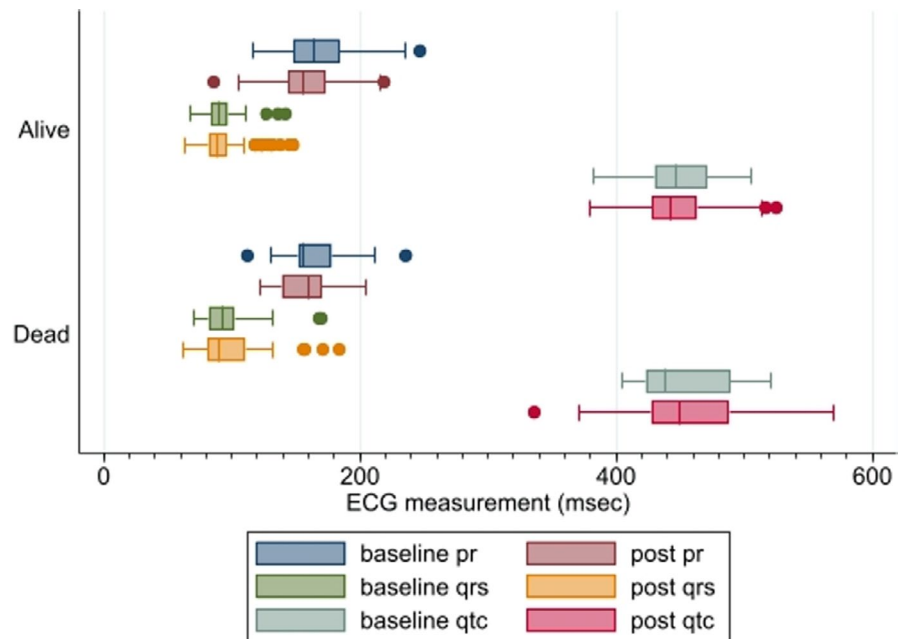 Alive
Dead
0 200 400 600
ECG measurement (msec)
baseline pr post pr
baseline qrs post qrs
baseline qtc post qtc